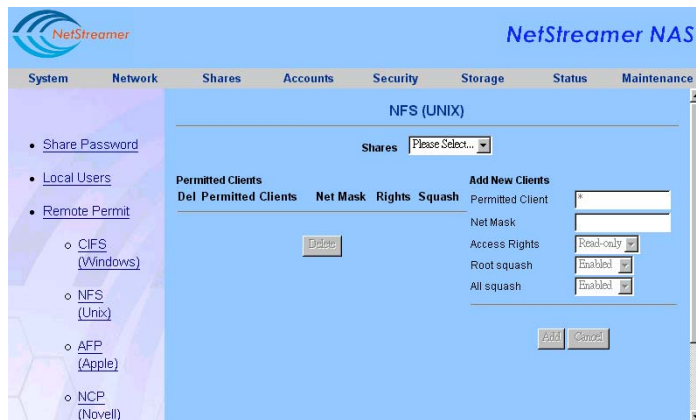 NetStreamer
NetStreamer NAS
System Network Shares Accounts Security Storage Status Maintenance
• Share Password
• Local Users
• Remote Permit
o CIFS
(Windows)
o NFS
(Unix)
o AFP
(Apple)
o NCP
(Novell)
NFS (UNIX)
Shares Please Select...
Permitted Clients
Del Permitted Clients Net Mask Rights Squash
Delete
Add New Clients
Permitted Client *
Net Mask
Access Rights Read-only
Root squash Enabled
All squash Enabled
Add Cancel